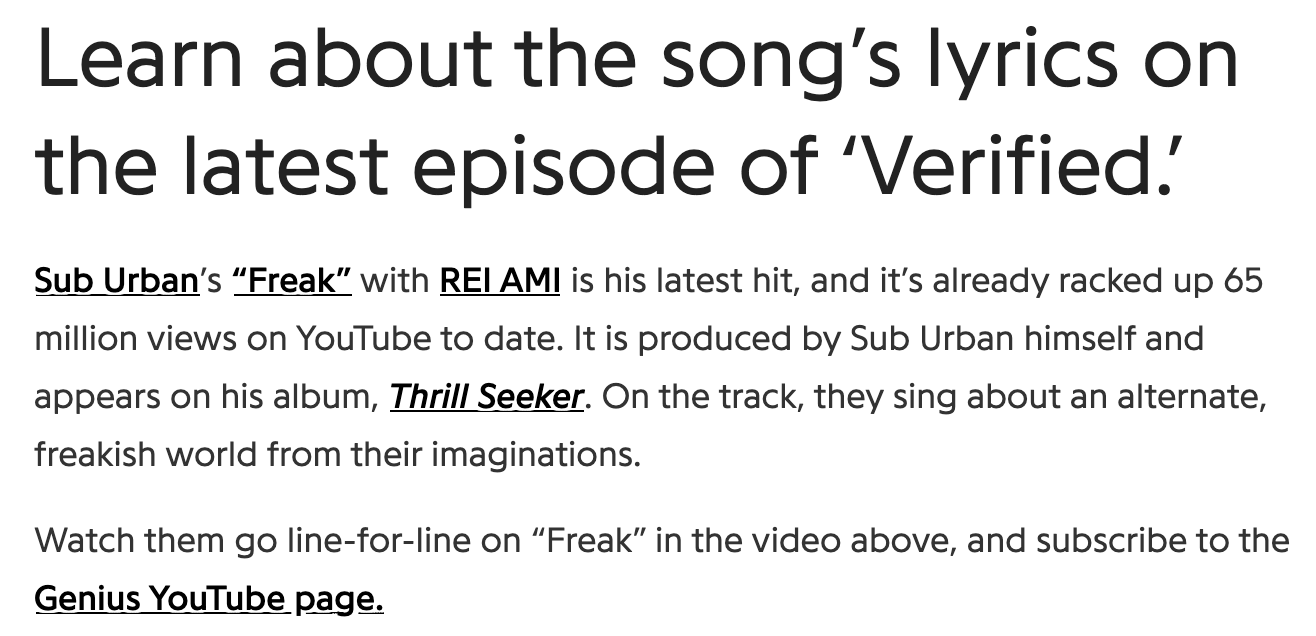 Learn about the song’s lyrics on
the latest episode of ‘Verified.’
Sub Urban’s “Freak” with REI AMI is his latest hit, and it’s already racked up 65
million views on YouTube to date. It is produced by Sub Urban himself and
appears on his album, Thrill Seeker. On the track, they sing about an alternate,
freakish world from their imaginations.
Watch them go line-for-line on “Freak” in the video above, and subscribe to the
Genius YouTube page.